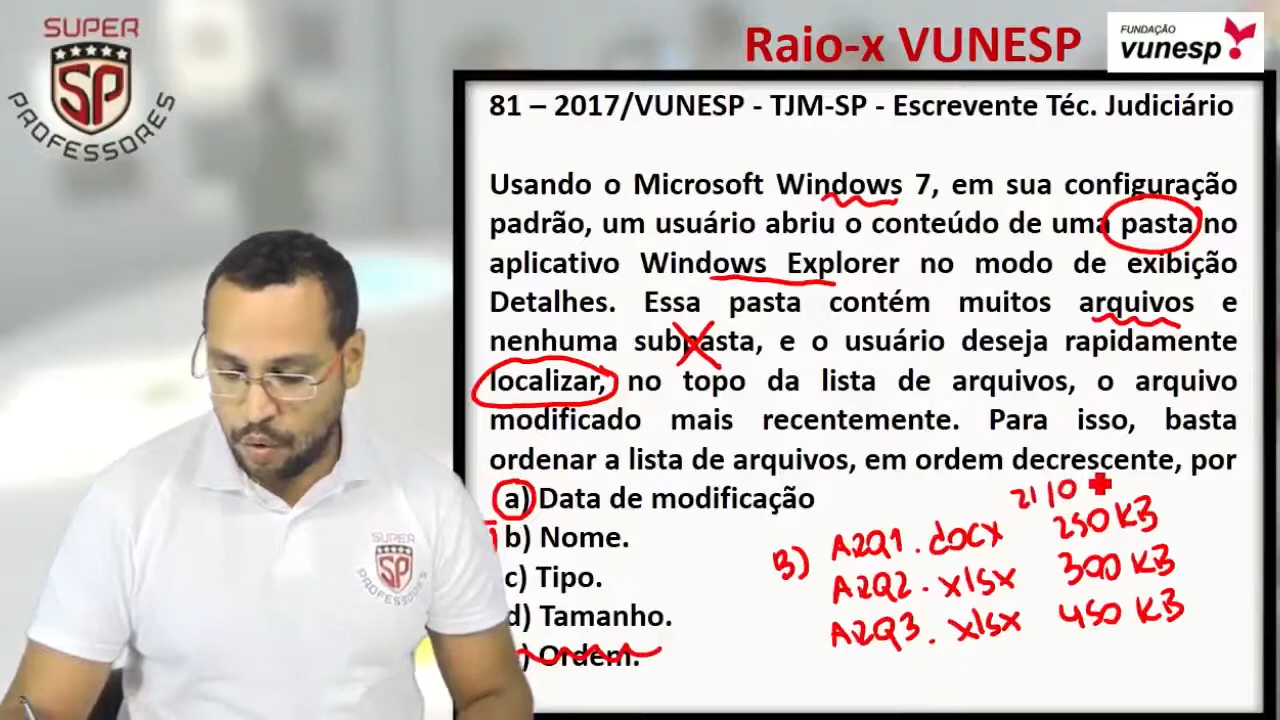 SUPER
SP
PROFESSORES
Raio-x VUNESP
FUNDAÇÃO
vunesp
81 – 2017/VUNESP - TJM-SP - Escrevente Téc. Judiciário
Usando o Microsoft Windows 7, em sua configuração
padrão, um usuário abriu o conteúdo de uma pasta no
aplicativo Windows Explorer no modo de exibição
Detalhes. Essa pasta contém muitos arquivos e
nenhuma subpasta, e o usuário deseja rapidamente
localizar, no topo da lista de arquivos, o arquivo
modificado mais recentemente. Para isso, basta
ordenar a lista de arquivos, em ordem decrescente, por
a) Data de modificação
21/0
b) Nome.
c) Tipo.
d) Tamanho.
) Ordem.
B) ARQ1.docx 250 KB
ARQ2.xlsx 300 KB
ARQ3.xlsx 450 KB
SUPER
SP
PROFESSORES